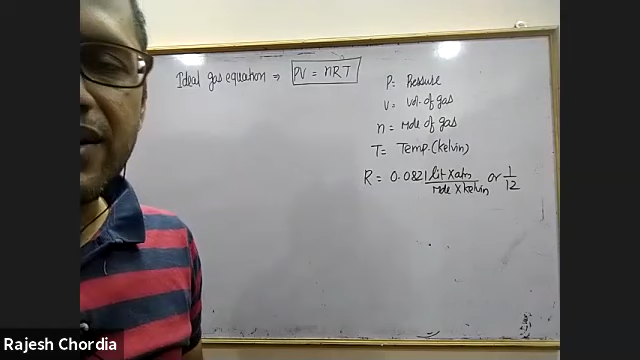 Ideal gas equation ⇒ PV = nRT
P = Pressure
V = Vol. of gas
n = Mole of gas
T = Temp. (Kelvin)
R = 0.0821 lit × atm / Mole × Kelvin or 1/12
Rajesh Chordia